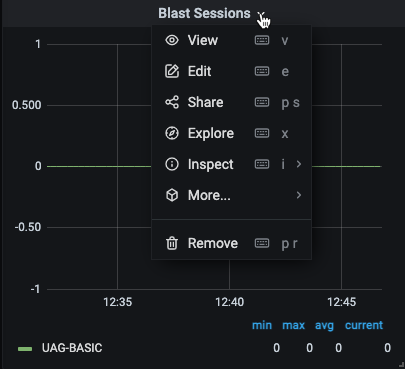 Blast Sessions
1
0.500
0
-0.50
-1
View v
Edit e
Share p s
Explore x
Inspect i
More...
Remove p r
12:35 12:40 12:45
min max avg current
UAG-BASIC 0 0 0 0